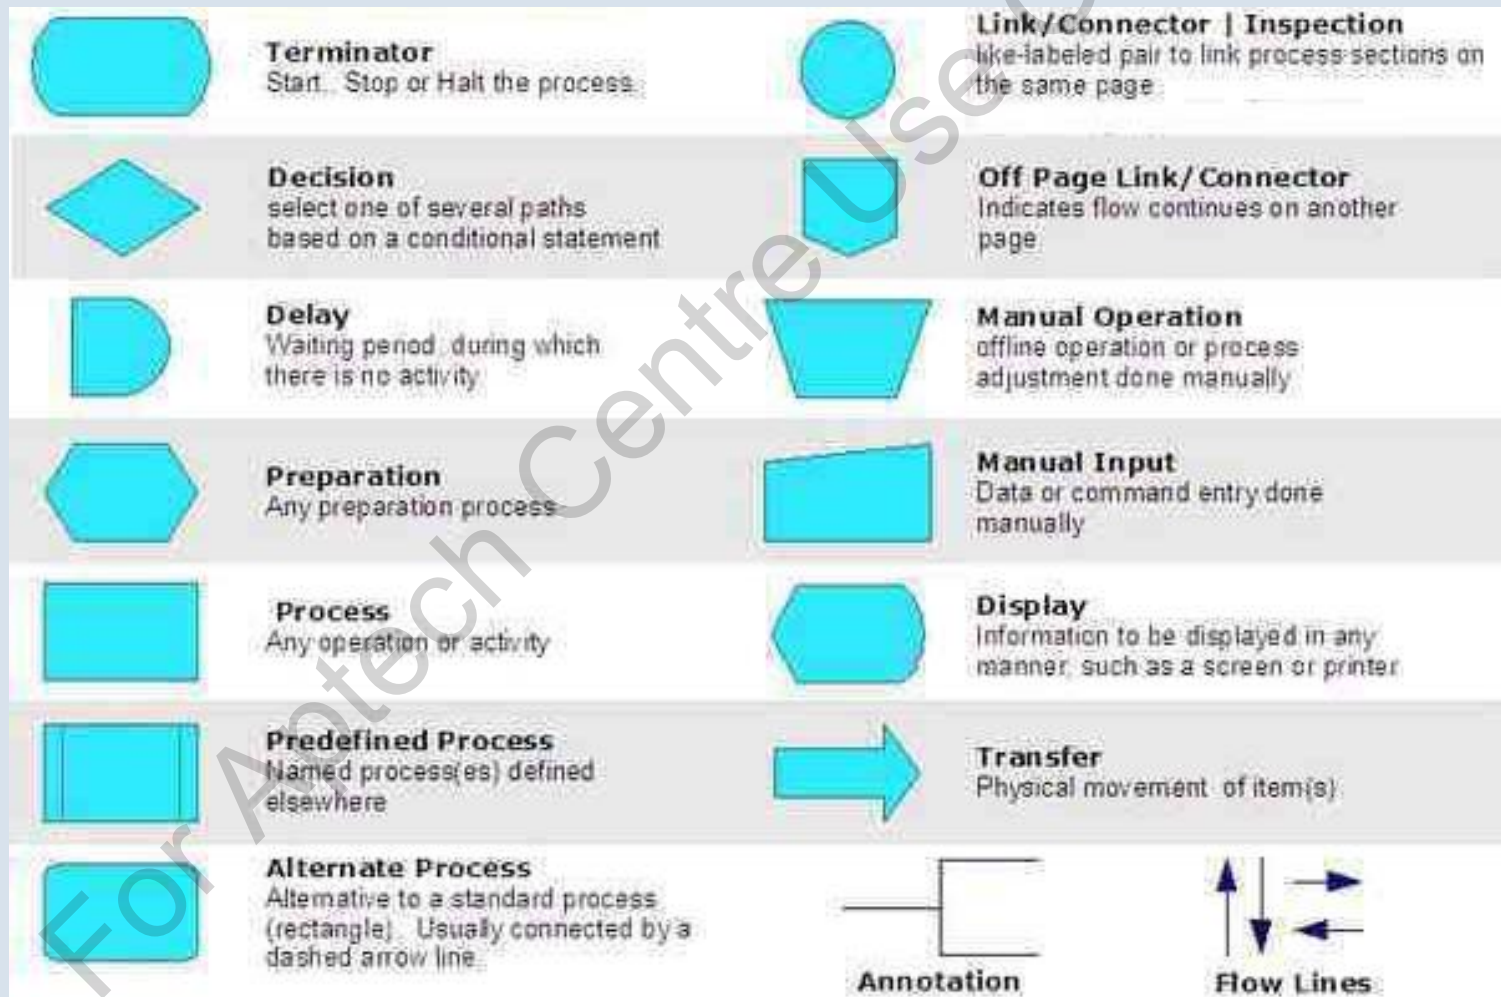 Terminator
Start, Stop or Halt the process.
Decision
select one of several paths
based on a conditional statement
Delay
Waiting period during which
there is no activity
Preparation
Any preparation process
Process
Any operation or activity
Predefined Process
Named process(es) defined
elsewhere
Alternate Process
Alternative to a standard process
(rectangle). Usually connected by a
dashed arrow line.
Link/Connector | Inspection
like-labeled pair to link process sections on
the same page
Off Page Link/Connector
Indicates flow continues on another
page
Manual Operation
offline operation or process
adjustment done manually
Manual Input
Data or command entry done
manually
Display
Information to be displayed in any
manner, such as a screen or printer
Transfer
Physical movement of item(s)
Annotation
Flow Lines
For Aptech Centre Use